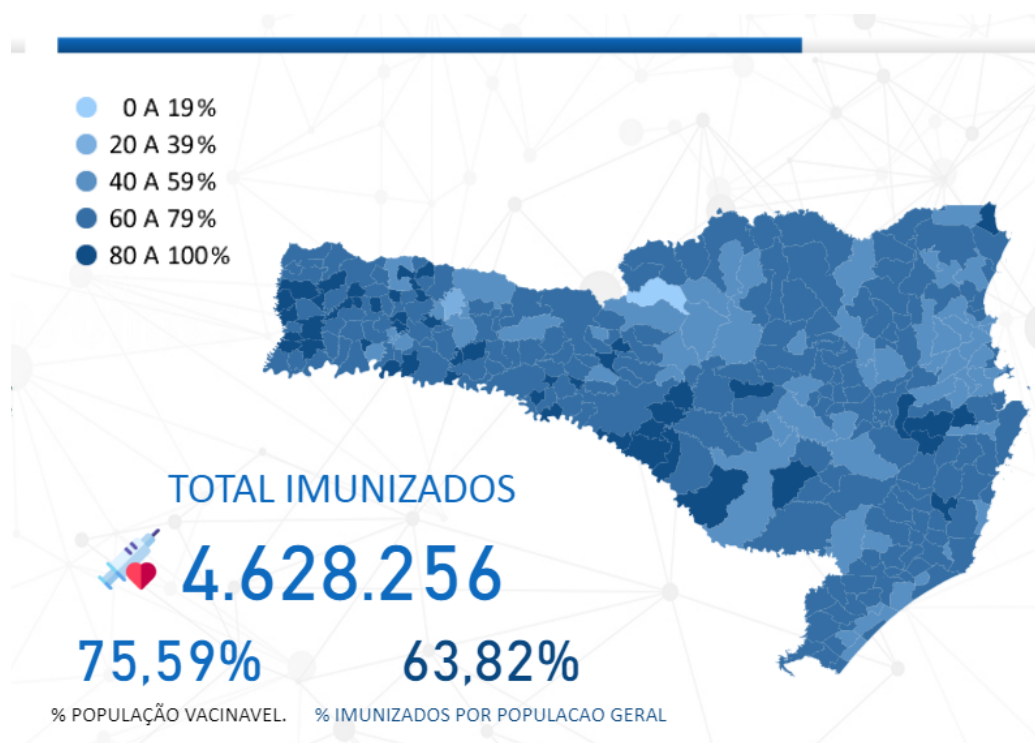 0 A 19%
20 A 39%
40 A 59%
60 A 79%
80 A 100%
TOTAL IMUNIZADOS
4.628.256
75,59%
63,82%
% POPULAÇÃO VACINAVEL.
% IMUNIZADOS POR POPULACAO GERAL